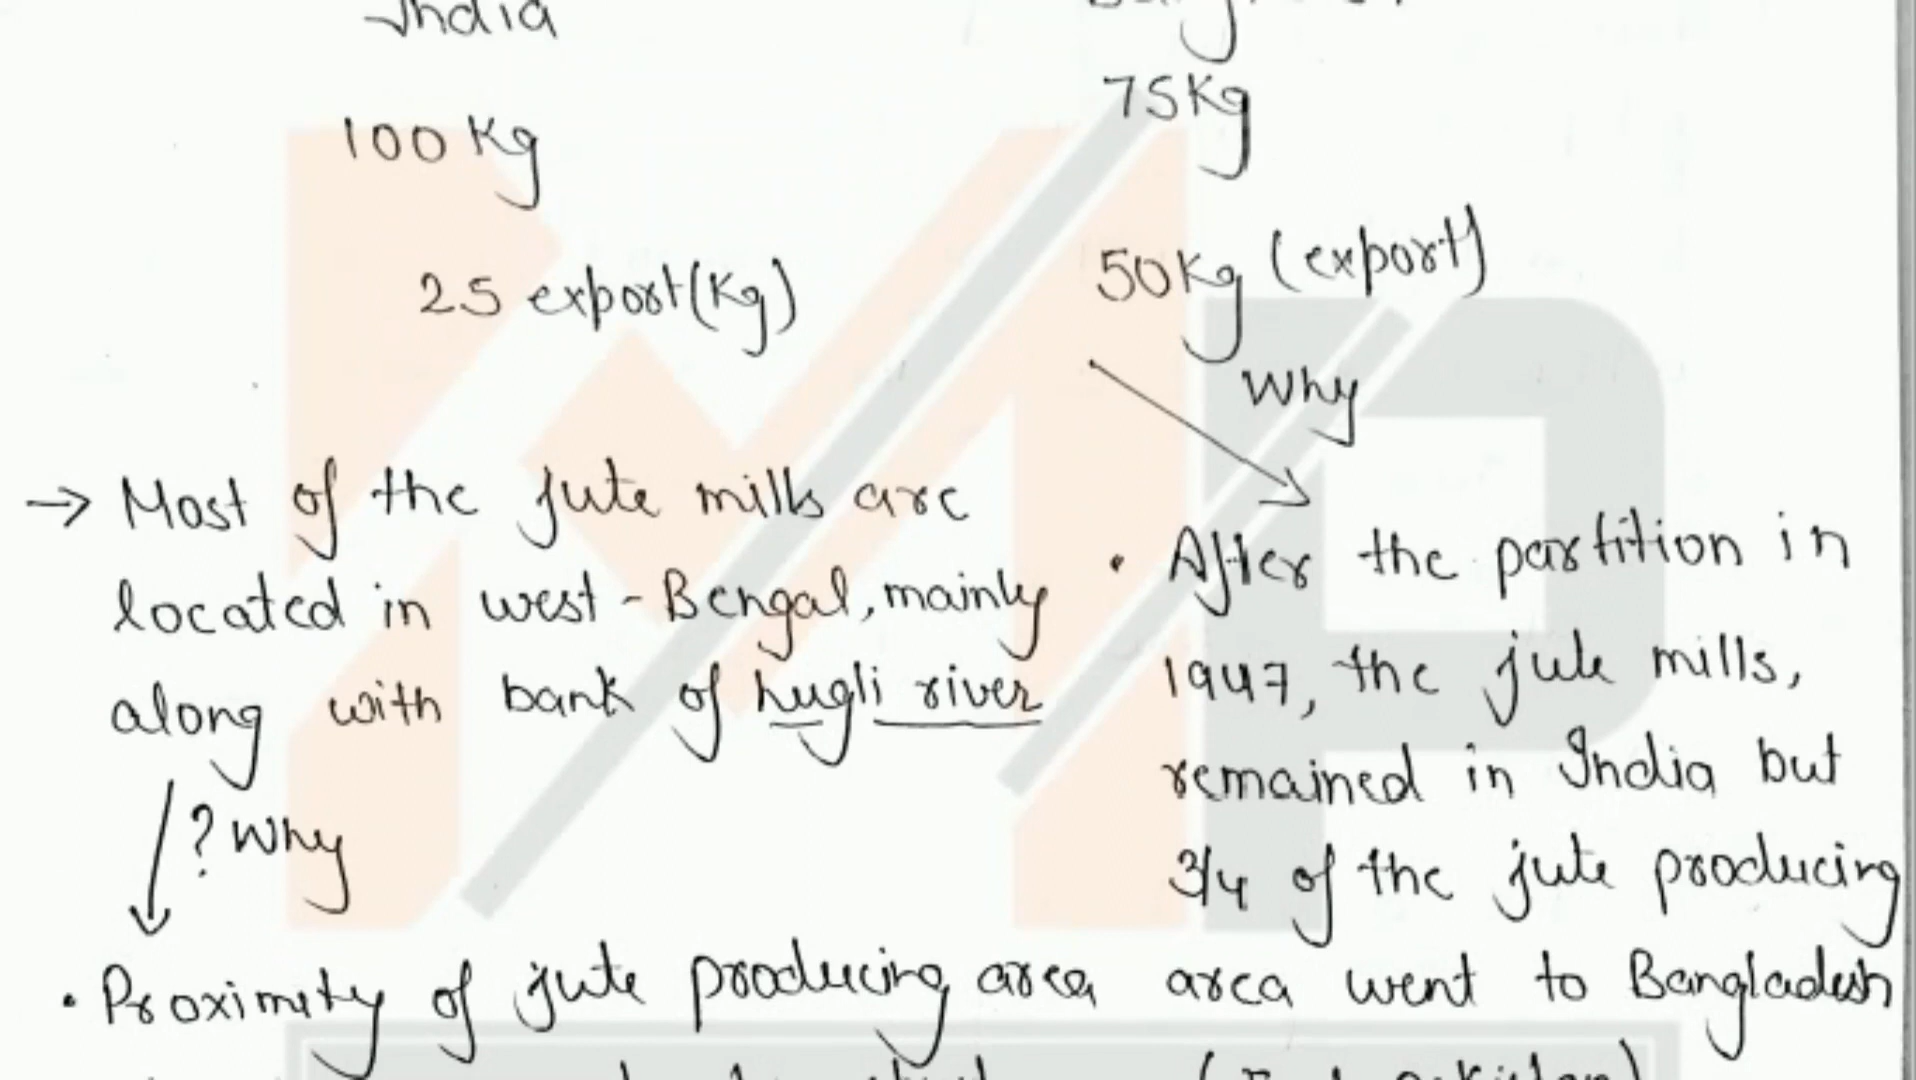 India
75Kg
100 Kg
25 export(Kg)
50Kg (export)
Why
→ Most of the jute mills are
located in west-Bengal, mainly
along with bank of hugli river
? Why
• Proximity of jute producing area
• After the partition in
1947, the jute mills,
remained in India but
3/4 of the jute producing
area went to Bangladesh